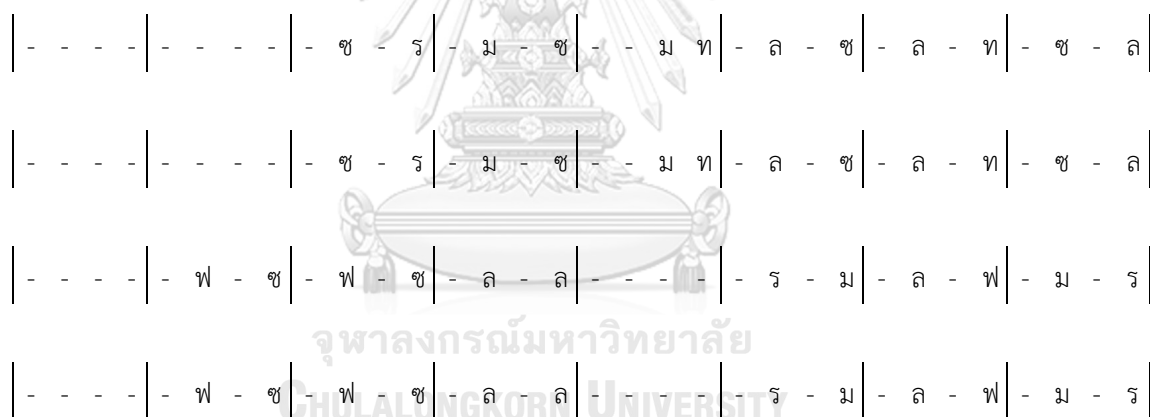 |- - - -|- - - -|- ซ - ร|- ม - ซ|- - ม ท|- ล - ซ|- ล - ท|- ซ - ล|
|- - - -|- - - -|- ซ - ร|- ม - ซ|- - ม ท|- ล - ซ|- ล - ท|- ซ - ล|
|- - - -|- ฟ - ซ|- ฟ - ซ|- ล - ล|- - - -|- ร - ม|- ล - ฟ|- ม - ร|
จุฬาลงกรณ์มหาวิทยาลัย
|- - - -|- ฟ - ซ|- ฟ - ซ|- ล - ล|- - - -|- ร - ม|- ล - ฟ|- ม - ร|
CHULALONGKORN UNIVERSITY